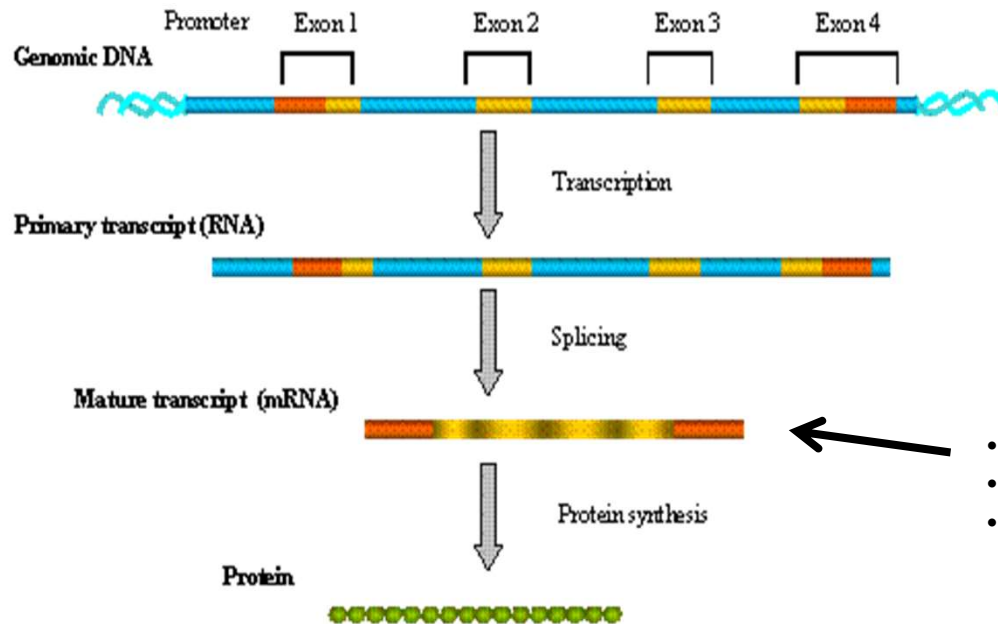 Promoter Exon 1 Exon 2 Exon 3 Exon 4
Genomic DNA
Transcription
Primary transcript (RNA)
Splicing
Mature transcript (mRNA)
•
•
•
Protein synthesis
Protein